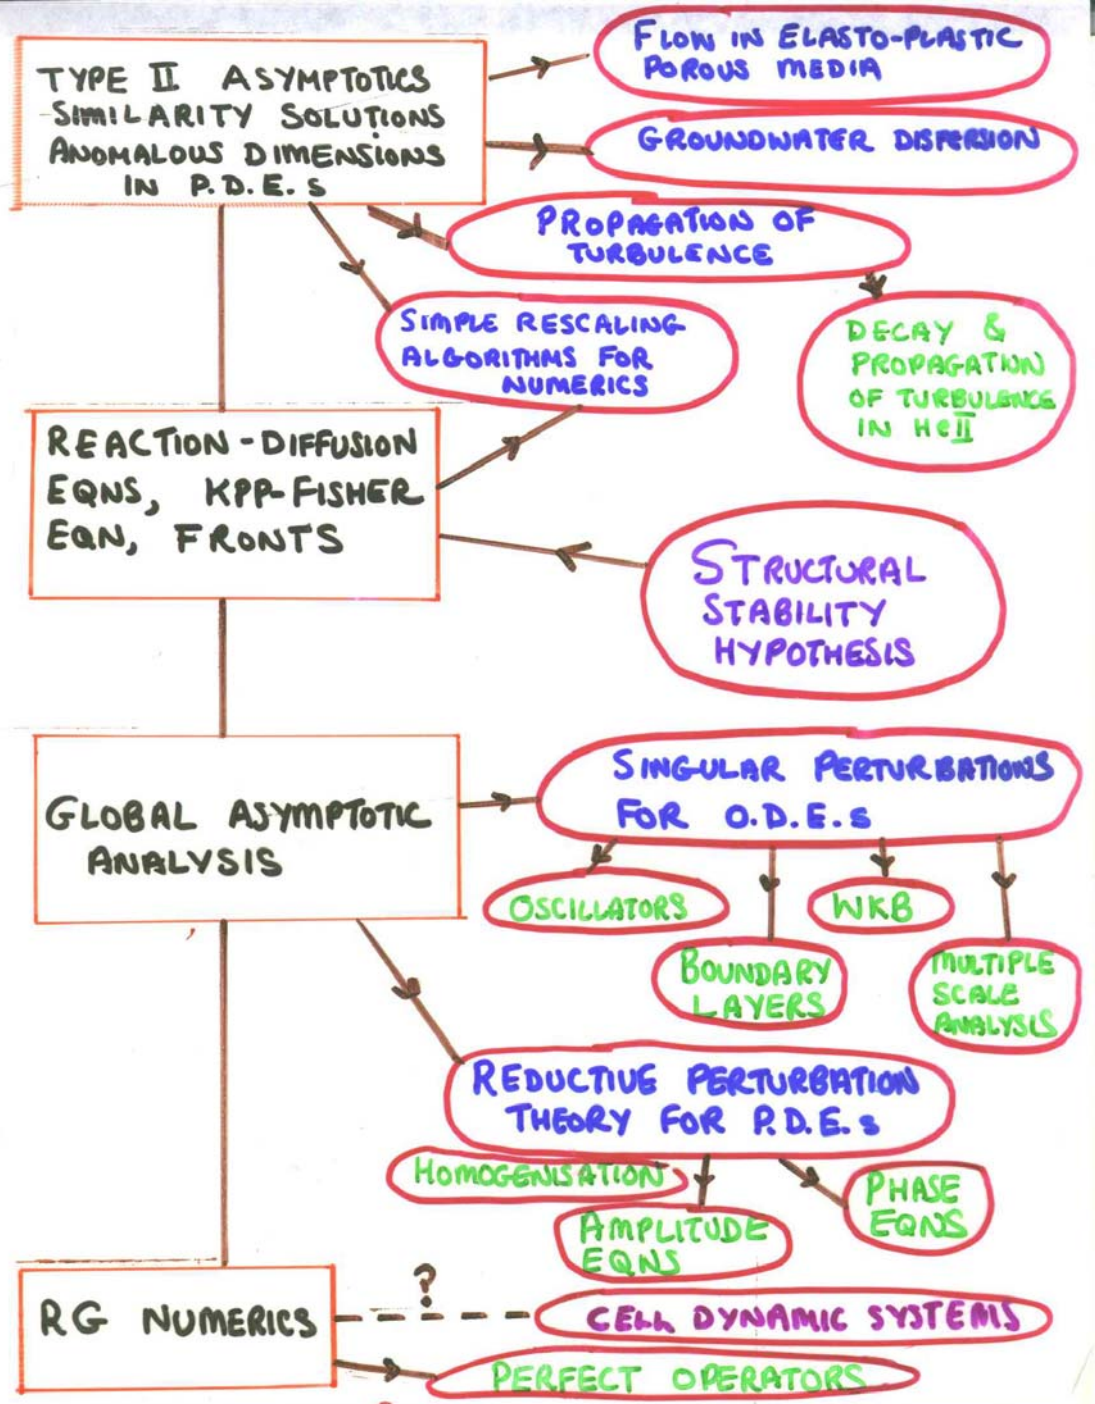 TYPE II ASYMPTOTICS
SIMILARITY SOLUTIONS
ANOMALOUS DIMENSIONS
IN P.D.E.s
FLOW IN ELASTO-PLASTIC
POROUS MEDIA
GROUNDWATER DISPERSION
PROPAGATION OF
TURBULENCE
SIMPLE RESCALING
ALGORITHMS FOR
NUMERICS
DECAY &
PROPAGATION
OF TURBULENCE
IN HeII
REACTION-DIFFUSION
EQNS, KPP-FISHER
EQN, FRONTS
STRUCTURAL
STABILITY
HYPOTHESIS
GLOBAL ASYMPTOTIC
ANALYSIS
SINGULAR PERTURBATIONS
FOR O.D.E.s
OSCILLATORS
WKB
BOUNDARY
LAYERS
MULTIPLE
SCALE
ANALYSIS
REDUCTIVE PERTURBATION
THEORY FOR P.D.E.s
HOMOGENISATION
AMPLITUDE
EQNS
PHASE
EQNS
RG NUMERICS
?
CELL DYNAMIC SYSTEMS
PERFECT OPERATORS